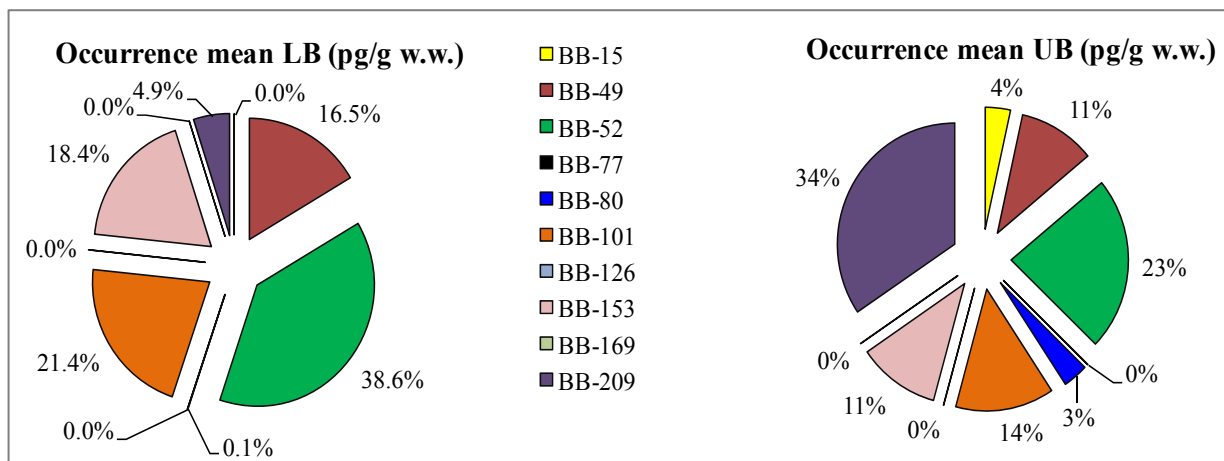 Occurrence mean LB (pg/g w.w.)
0.0%
4.9%
0.0%
16.5%
18.4%
0.0%
21.4%
38.6%
0.0%
0.1%
BB-15
BB-49
BB-52
BB-77
BB-80
BB-101
BB-126
BB-153
BB-169
BB-209
Occurrence mean UB (pg/g w.w.)
4%
11%
34%
23%
0%
0%
11%
0%
14%
3%